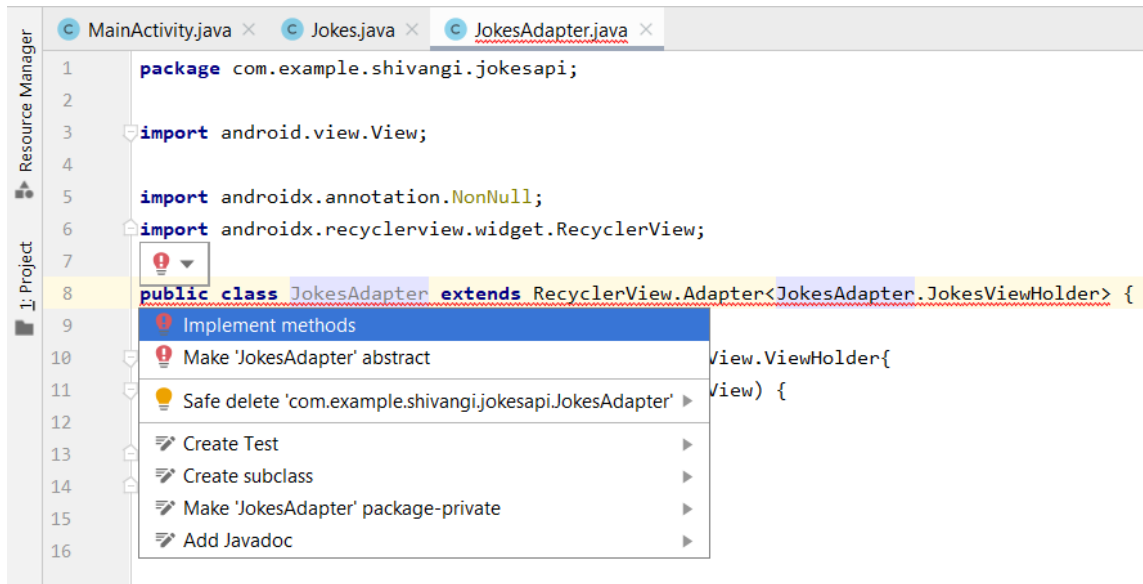 MainActivity.java
Jokes.java
JokesAdapter.java
Resource Manager
1: Project
1 package com.example.shivangi.jokesapi;
2
3 import android.view.View;
4
5 import androidx.annotation.NonNull;
6 import androidx.recyclerview.widget.RecyclerView;
7
8 public class JokesAdapter extends RecyclerView.Adapter<JokesAdapter.JokesViewHolder> {
9 Implement methods
10 Make 'JokesAdapter' abstract View.ViewHolder{
11 Safe delete 'com.example.shivangi.jokesapi.JokesAdapter' View) {
12
13 Create Test
14 Create subclass
15 Make 'JokesAdapter' package-private
16 Add Javadoc